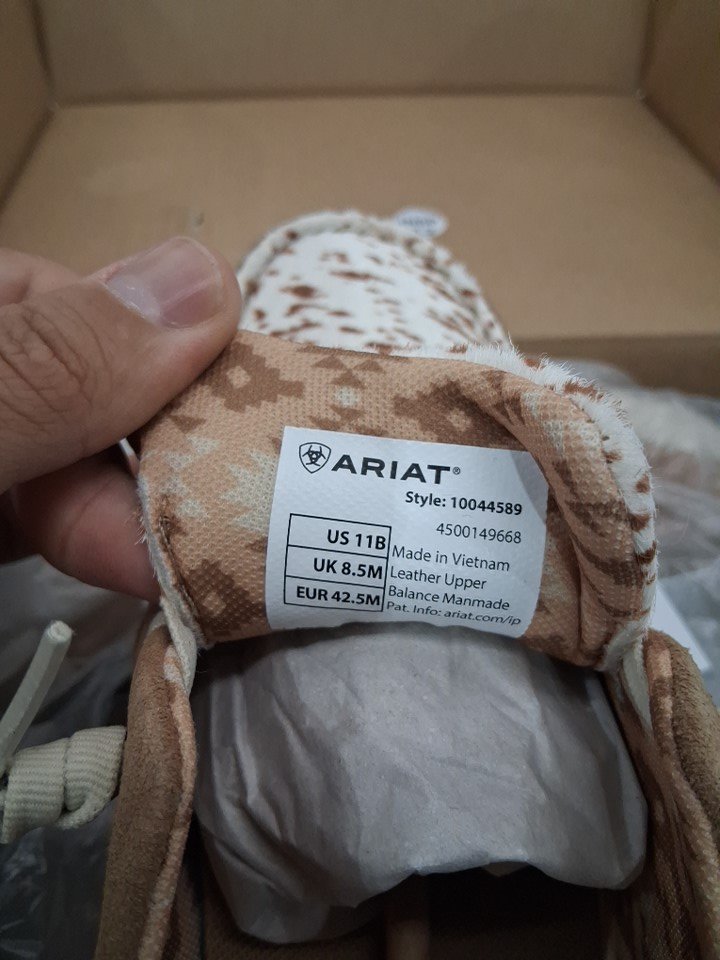 ARIAT®
Style: 10044589
4500149668
US 11B
UK 8.5M
EUR 42.5M
Made in Vietnam
Leather Upper
Balance Manmade
Pat. Info: ariat.com/ip